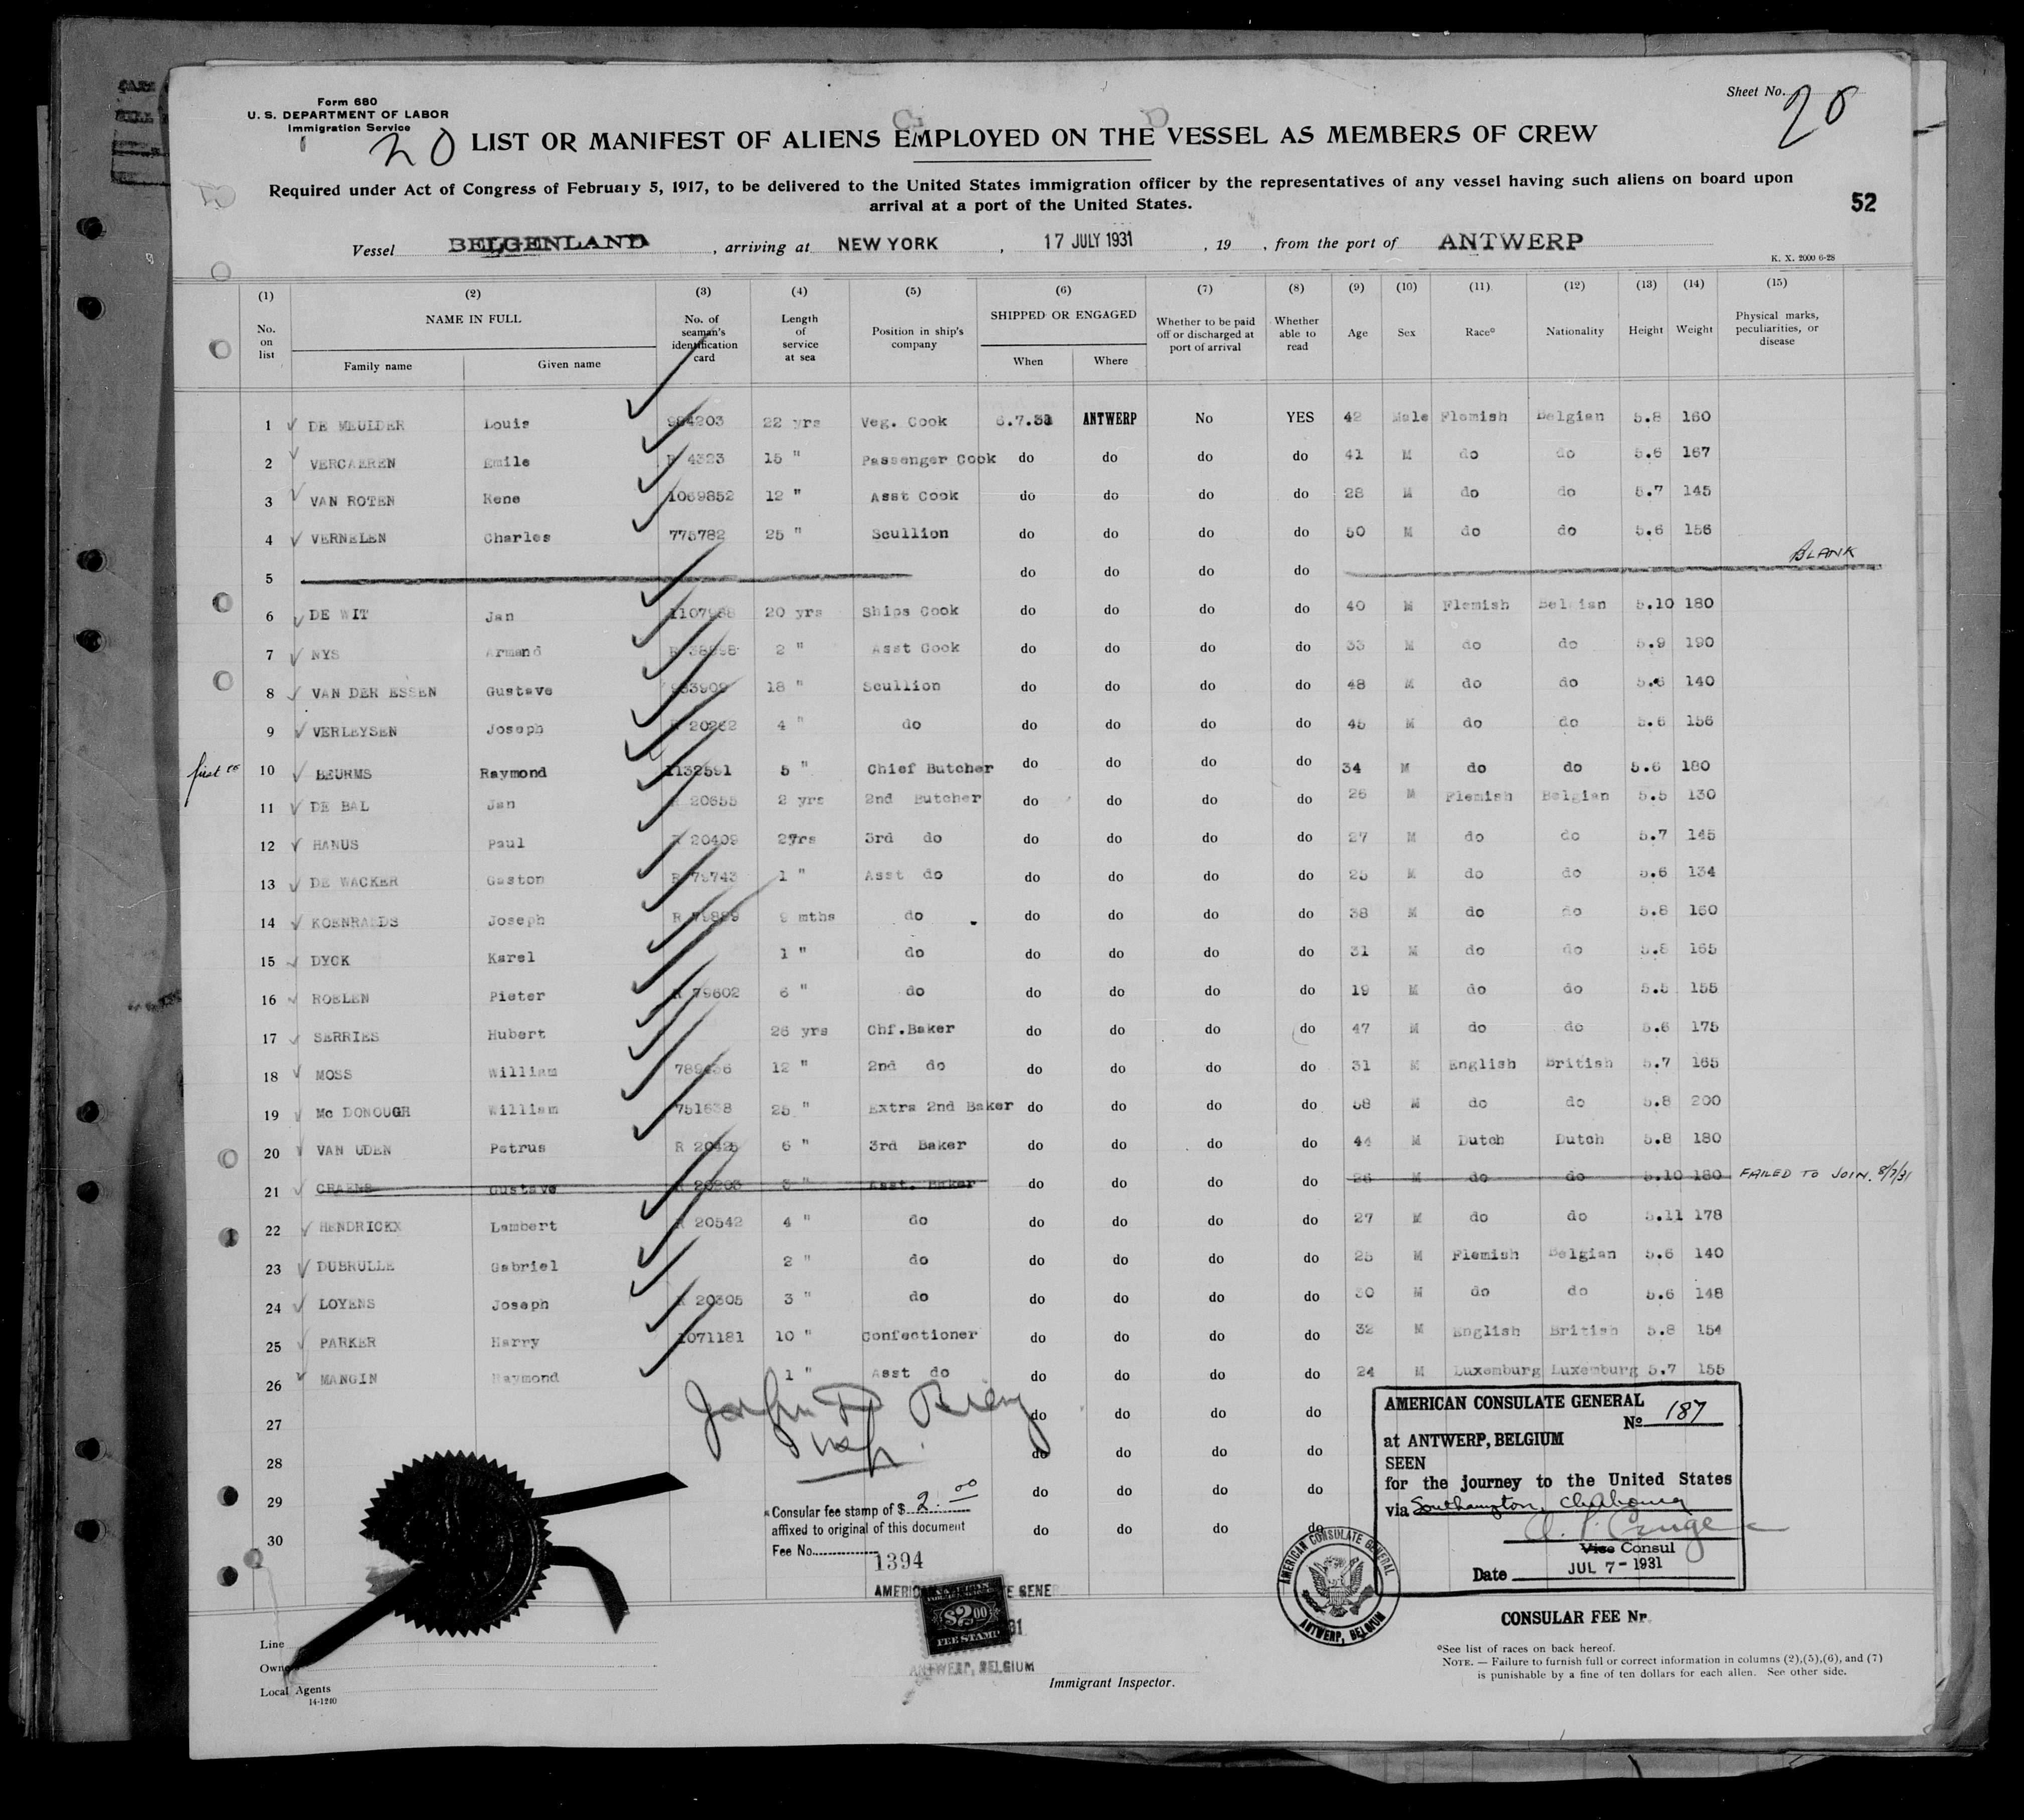 Form 680
U. S. DEPARTMENT OF LABOR
Immigration Service
Sheet No. 20
20 LIST OR MANIFEST OF ALIENS EMPLOYED ON THE VESSEL AS MEMBERS OF CREW
Required under Act of Congress of February 5, 1917, to be delivered to the United States immigration officer by the representatives of any vessel having such aliens on board upon
arrival at a port of the United States.
52
Vessel BELGENLAND, arriving at NEW YORK, 17 JULY 1931, 19 , from the port of ANTWERP
K. X. 2000 6-28
(1) (2) (3) (4) (5) (6) (7) (8) (9) (10) (11) (12) (13) (14) (15)
No. on list NAME IN FULL Family name Given name No. of seaman's identification card Length of service at sea Position in ship's company SHIPPED OR ENGAGED When Where Whether to be paid off or discharged at port of arrival Whether able to read Age Sex Race° Nationality Height Weight Physical marks, peculiarities, or disease
1 DE MEULDER Louis 984203 22 yrs Veg. Cook 6.7.31 ANTWERP No YES 42 Male Flemish Belgian 5.8 160
2 VERCAEREN Emile R 4323 15 " Passenger Cook do do do do 41 M do do 5.6 167
3 VAN ROTEN Rene 1069852 12 " Asst Cook do do do do 28 M do do 5.7 145
4 VERNELEN Charles 775782 25 " Scullion do do do do 50 M do do 5.6 156
5 do do do do BLANK
6 DE WIT Jan 20 yrs Ships Cook do do do do 40 M Flemish Belgian 5.10 180
7 NYS Armand 2 " Asst Cook do do do do 33 M do do 5.9 190
8 VAN DER ESSEN Gustave 18 " Scullion do do do do 48 M do do 5.6 140
9 VERLEYSEN Joseph R 20262 4 " do do do do do 45 M do do 5.6 156
first 10 BEURMS Raymond 1132591 5 " Chief Butcher do do do do 34 M do do 5.6 180
11 DE BAL Jan R 20655 2 yrs 2nd Butcher do do do do 26 M Flemish Belgian 5.5 130
12 HANUS Paul R 20409 2yrs 3rd do do do do do 27 M do do 5.7 145
13 DE WACKER Gaston R 79743 1 " Asst do do do do do 25 M do do 5.6 134
14 KOENRAADS Joseph R 79889 9 mths do do do do do 38 M do do 5.8 160
15 DYCK Karel 1 " do do do do do 31 M do do 5.8 165
16 ROELEN Pieter R 79602 6 " do do do do do 19 M do do 5.5 155
17 SERRIES Hubert 26 yrs Chf.Baker do do do do 47 M do do 5.6 175
18 MOSS William 789436 12 " 2nd do do do do do 31 M English British 5.7 165
19 Mc DONOUGH William 751638 25 " Extra 2nd Baker do do do do 58 M do do 5.8 200
20 VAN UDEN Petrus R 20425 6 " 3rd Baker do do do do 44 M Dutch Dutch 5.8 180
21 CRAENS Gustave R 20203 3 " Asst. Baker do do do do 26 M do do 5.10 180 FAILED TO JOIN. 8/7/31
22 HENDRICKX Lambert R 20542 4 " do do do do do 27 M do do 5.11 178
23 DUBRULLE Gabriel 2 " do do do do do 25 M Flemish Belgian 5.6 140
24 LOYENS Joseph R 20305 3 " do do do do do 30 M do do 5.6 148
25 PARKER Harry 1071181 10 " Confectioner do do do do 32 M English British 5.8 154
26 MANGIN Raymond 1 " Asst do do do do do 24 M Luxemburg Luxemburg 5.7 155
27 do do do do
28 do do do do
29 do do do do
30 do do do do
AMERICAN CONSULATE GENERAL
No 187
at ANTWERP, BELGIUM
SEEN
for the journey to the United States
via Southampton, Cherbourg
Vice Consul
Date JUL 7 - 1931
Consular fee stamp of $ 2.00
affixed to original of this document
Fee No. 1394
$2.00
FEE STAMP
ANTWERP, BELGIUM
AMERICAN CONSULATE GENERAL
ANTWERP, BELGIUM
CONSULAR FEE Nr.
Line
Owners
Local Agents
14-1240
Immigrant Inspector.
°See list of races on back hereof.
NOTE. — Failure to furnish full or correct information in columns (2),(5),(6), and (7)
is punishable by a fine of ten dollars for each alien. See other side.